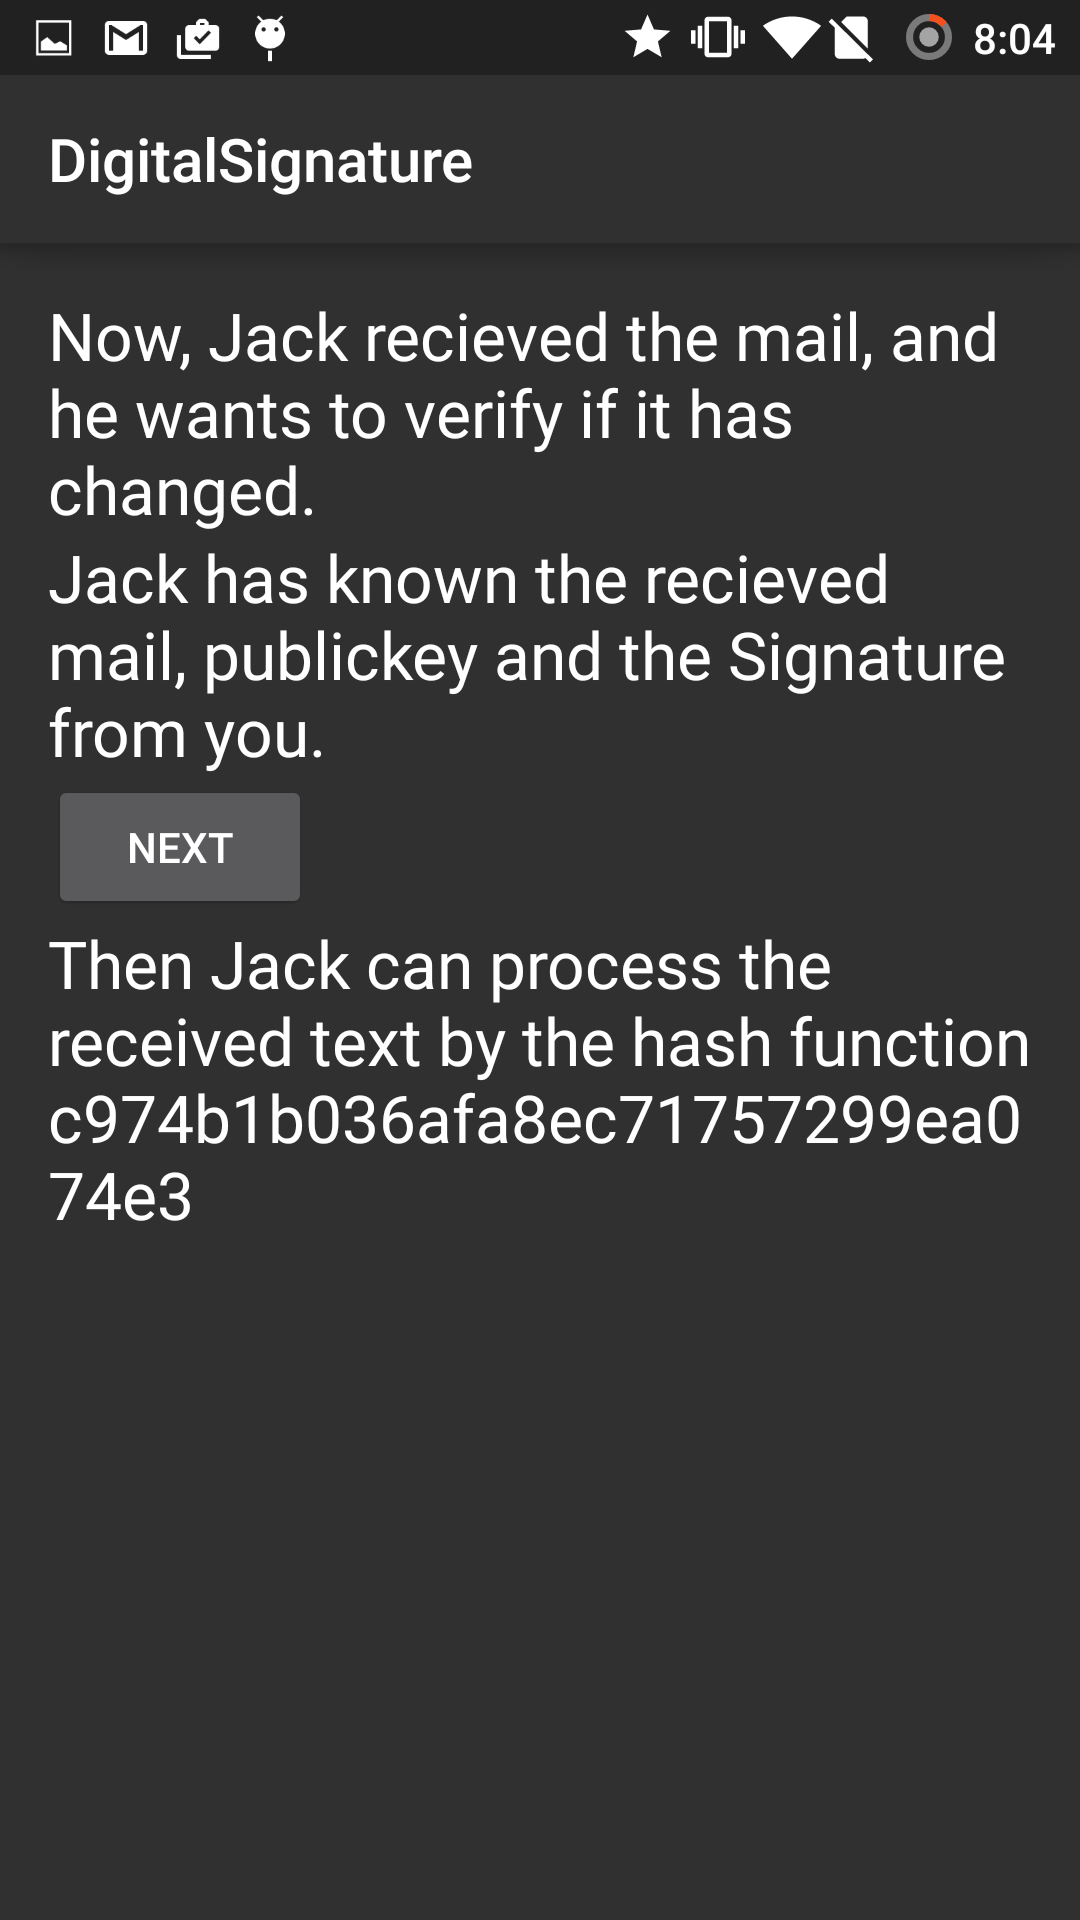 8:04
DigitalSignature
Now, Jack recieved the mail, and
he wants to verify if it has
changed.
Jack has known the recieved
mail, publickey and the Signature
from you.
NEXT
Then Jack can process the
received text by the hash function
c974b1b036afa8ec71757299ea0
74e3